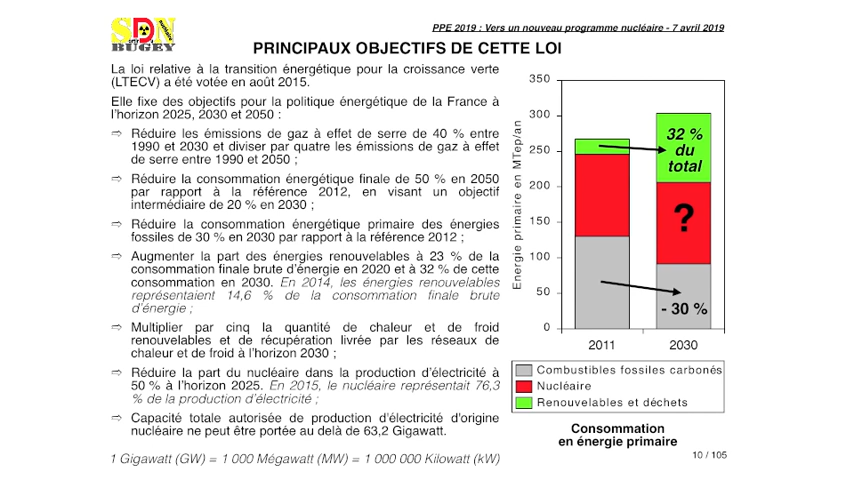 SDN
BUGEY
PPE 2019 : Vers un nouveau programme nucléaire - 7 avril 2019
PRINCIPAUX OBJECTIFS DE CETTE LOI
La loi relative à la transition énergétique pour la croissance verte
(LTECV) a été votée en août 2015.
Elle fixe des objectifs pour la politique énergétique de la France à
l'horizon 2025, 2030 et 2050 :
⇨ Réduire les émissions de gaz à effet de serre de 40 % entre
1990 et 2030 et diviser par quatre les émissions de gaz à effet
de serre entre 1990 et 2050 ;
⇨ Réduire la consommation énergétique finale de 50 % en 2050
par rapport à la référence 2012, en visant un objectif
intermédiaire de 20 % en 2030 ;
⇨ Réduire la consommation énergétique primaire des énergies
fossiles de 30 % en 2030 par rapport à la référence 2012 ;
⇨ Augmenter la part des énergies renouvelables à 23 % de la
consommation finale brute d'énergie en 2020 et à 32 % de cette
consommation en 2030. En 2014, les énergies renouvelables
représentaient 14,6 % de la consommation finale brute
d'énergie ;
⇨ Multiplier par cinq la quantité de chaleur et de froid
renouvelables et de récupération livrée par les réseaux de
chaleur et de froid à l'horizon 2030 ;
⇨ Réduire la part du nucléaire dans la production d'électricité à
50 % à l'horizon 2025. En 2015, le nucléaire représentait 76,3
% de la production d'électricité ;
⇨ Capacité totale autorisée de production d'électricité d'origine
nucléaire ne peut être portée au delà de 63,2 Gigawatt.
1 Gigawatt (GW) = 1 000 Mégawatt (MW) = 1 000 000 Kilowatt (kW)
Energie primaire en MTep/an
350
300
250
200
150
100
50
0
32 %
du
total
?
- 30 %
2011
2030
Combustibles fossiles carbonés
Nucléaire
Renouvelables et déchets
Consommation
en énergie primaire
10 / 105